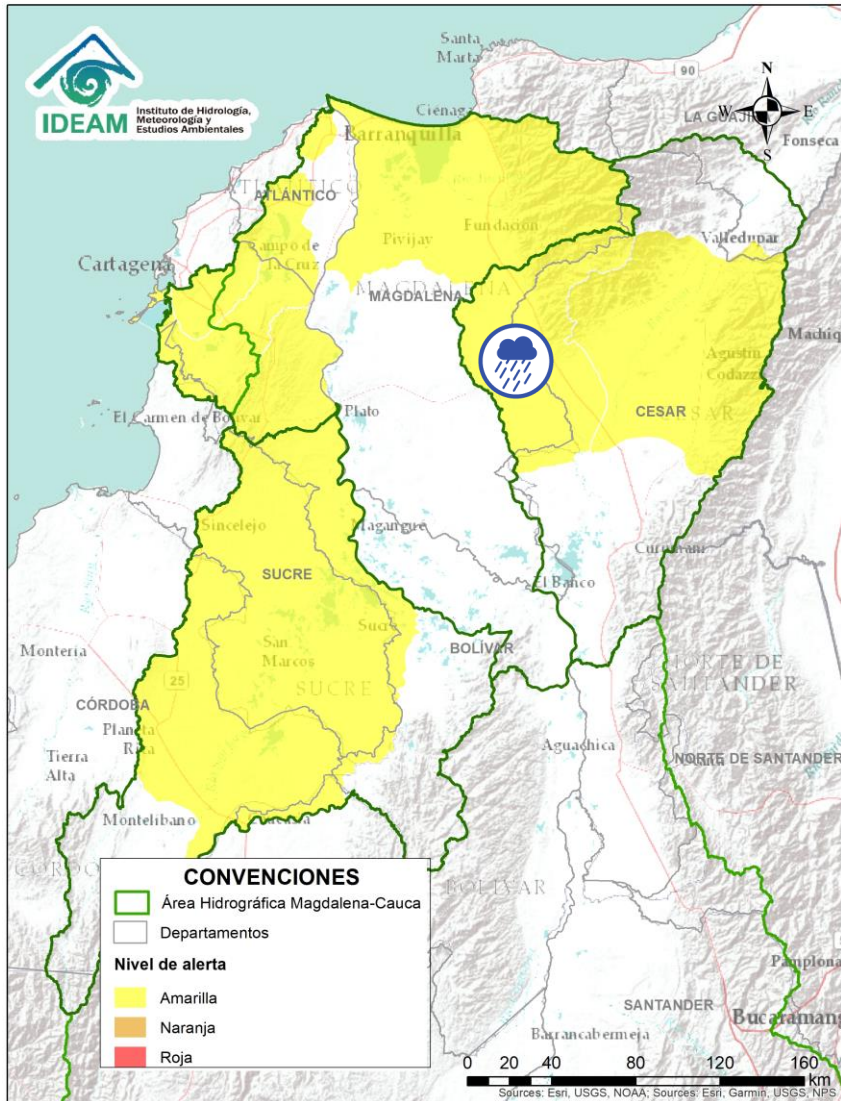 IDEAM
Instituto de Hidrología,
Meteorología y
Estudios Ambientales
Santa
Marta
90
N
W
E
S
LA GUAJIRA
Ciénaga
Barranquilla
Fonseca
ATLÁNTICO
Valledupar
Fundación
Pivijay
Campo de
la Cruz
Cartagena
MAGDALENA
MAGDALENA
Agustín
Codazzi
CESAR
El Carmen de Bolívar
Plato
Sincelejo
Magangue
Curumaní
SUCRE
El Banco
Sucre
San
Marcos
Montería
BOLÍVAR
NORTE DE
SANTANDER
25
SUCRE
CÓRDOBA
Planeta
Rica
Tierra
Alta
Aguachica
NORTE DE SANTANDER
Montelíbano
CONVENCIONES
Área Hidrográfica Magdalena-Cauca
Departamentos
Nivel de alerta
Amarilla
Naranja
Roja
BOLÍVAR
Pamplona
SANTANDER
Bucaramang
Barrancabermeja
0 20 40 80 120 160
Km
Sources: Esri, USGS, NOAA; Sources: Esri, Garmin, USGS, NPS